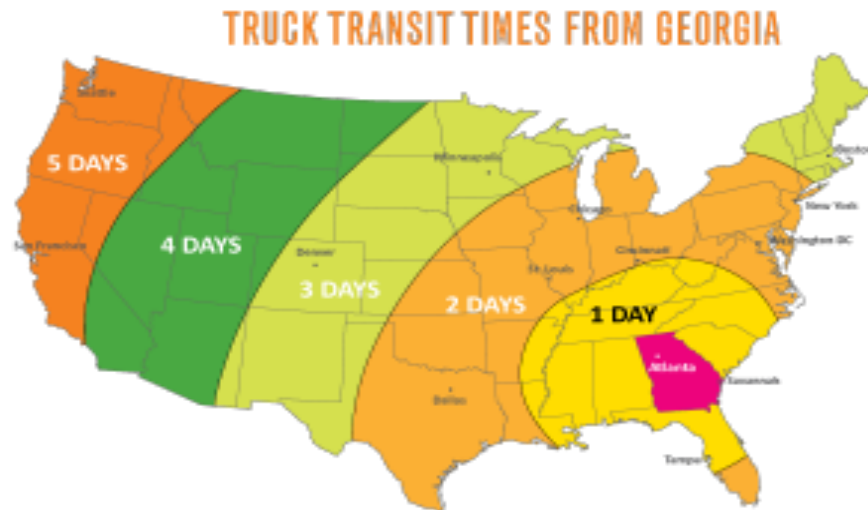 TRUCK TRANSIT TIMES FROM GEORGIA
Seattle
5 DAYS
San Francisco
4 DAYS
Denver
3 DAYS
Minneapolis
Chicago
St. Louis
Cincinnati
2 DAYS
1 DAY
Boston
New York
Washington DC
Atlanta
Savannah
Dallas
Tampa